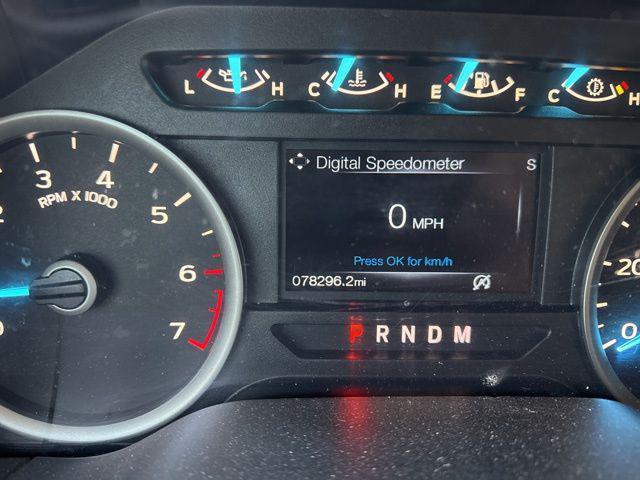 L H C H E F C H
Digital Speedometer S
0 MPH
Press OK for km/h
078296.2mi
P R N D M
3 4 5 6 7
RPM X 1000
20
0